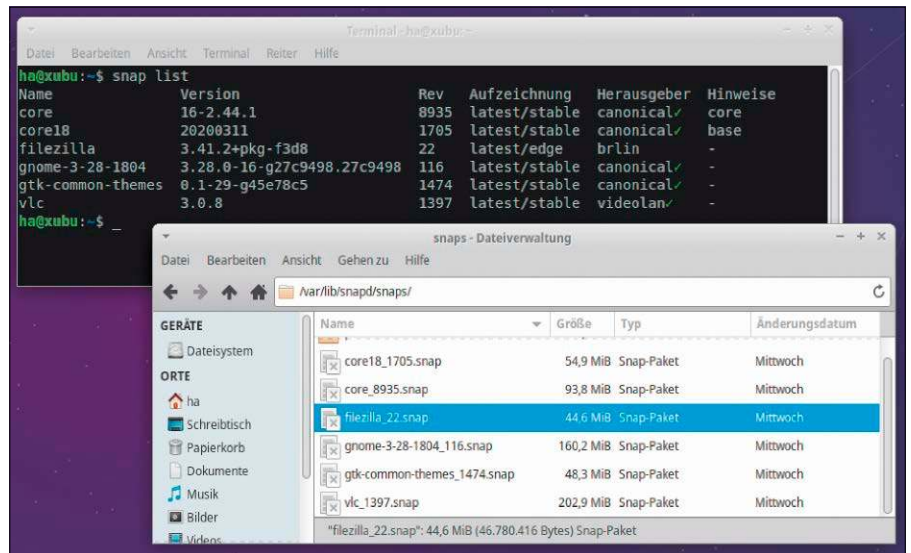 Terminal - ha@xubu: ~
Datei Bearbeiten Ansicht Terminal Reiter Hilfe
ha@xubu:~$ snap list
Name Version Rev Aufzeichnung Herausgeber Hinweise
core 16-2.44.1 8935 latest/stable canonical✓ core
core18 20200311 1705 latest/stable canonical✓ base
filezilla 3.41.2+pkg-f3d8 22 latest/edge brlin -
gnome-3-28-1804 3.28.0-16-g27c9498.27c9498 116 latest/stable canonical✓ -
gtk-common-themes 0.1-29-g45e78c5 1474 latest/stable canonical✓ -
vlc 3.0.8 1397 latest/stable videolan✓ -
ha@xubu:~$ _
snaps - Dateiverwaltung
Datei Bearbeiten Ansicht Gehen zu Hilfe
/var/lib/snapd/snaps/
GERÄTE
Dateisystem
ORTE
ha
Schreibtisch
Papierkorb
Dokumente
Musik
Bilder
Videos
Name Größe Typ Änderungsdatum
core18_1705.snap 54,9 MiB Snap-Paket Mittwoch
core_8935.snap 93,8 MiB Snap-Paket Mittwoch
filezilla_22.snap 44,6 MiB Snap-Paket Mittwoch
gnome-3-28-1804_116.snap 160,2 MiB Snap-Paket Mittwoch
gtk-common-themes_1474.snap 48,3 MiB Snap-Paket Mittwoch
vlc_1397.snap 202,9 MiB Snap-Paket Mittwoch
"filezilla_22.snap": 44,6 MiB (46.780.416 Bytes) Snap-Paket